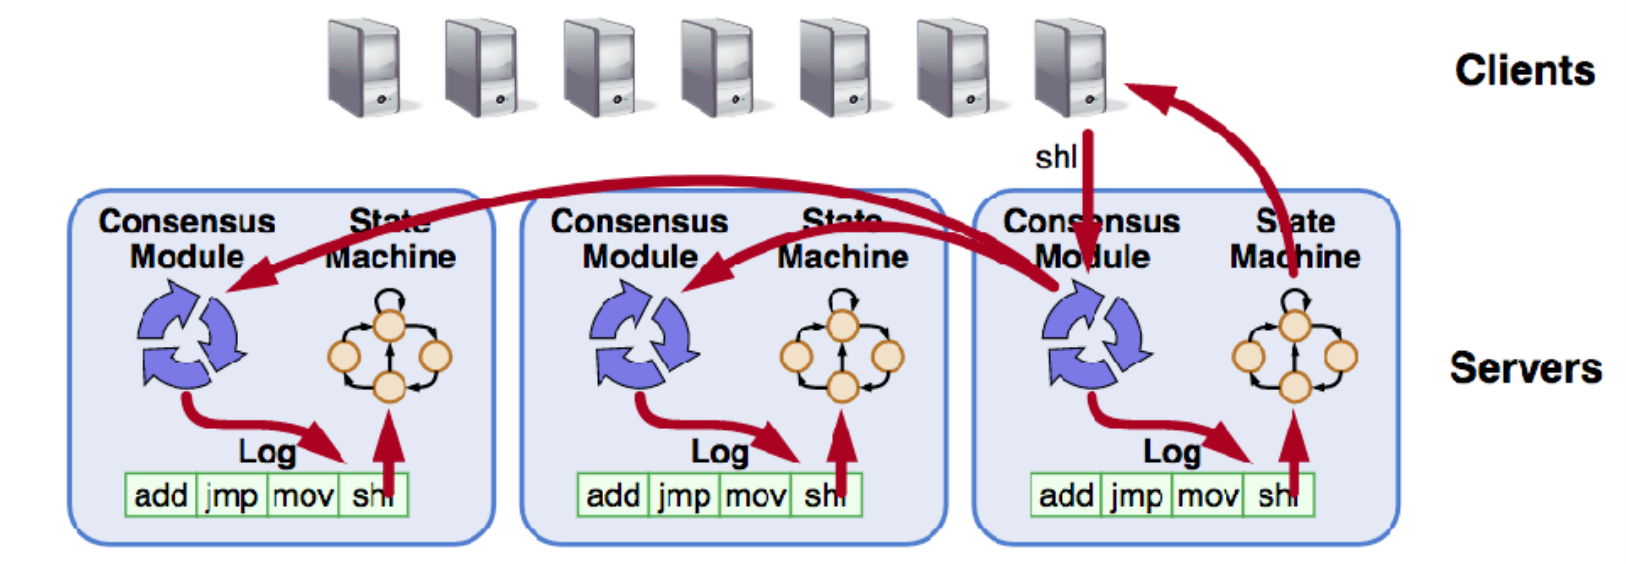 Clients
shl
Consensus Module
State Machine
Consensus Module
State Machine
Consensus Module
State Machine
Servers
Log
Log
Log
add jmp mov shl
add jmp mov shl
add jmp mov shl